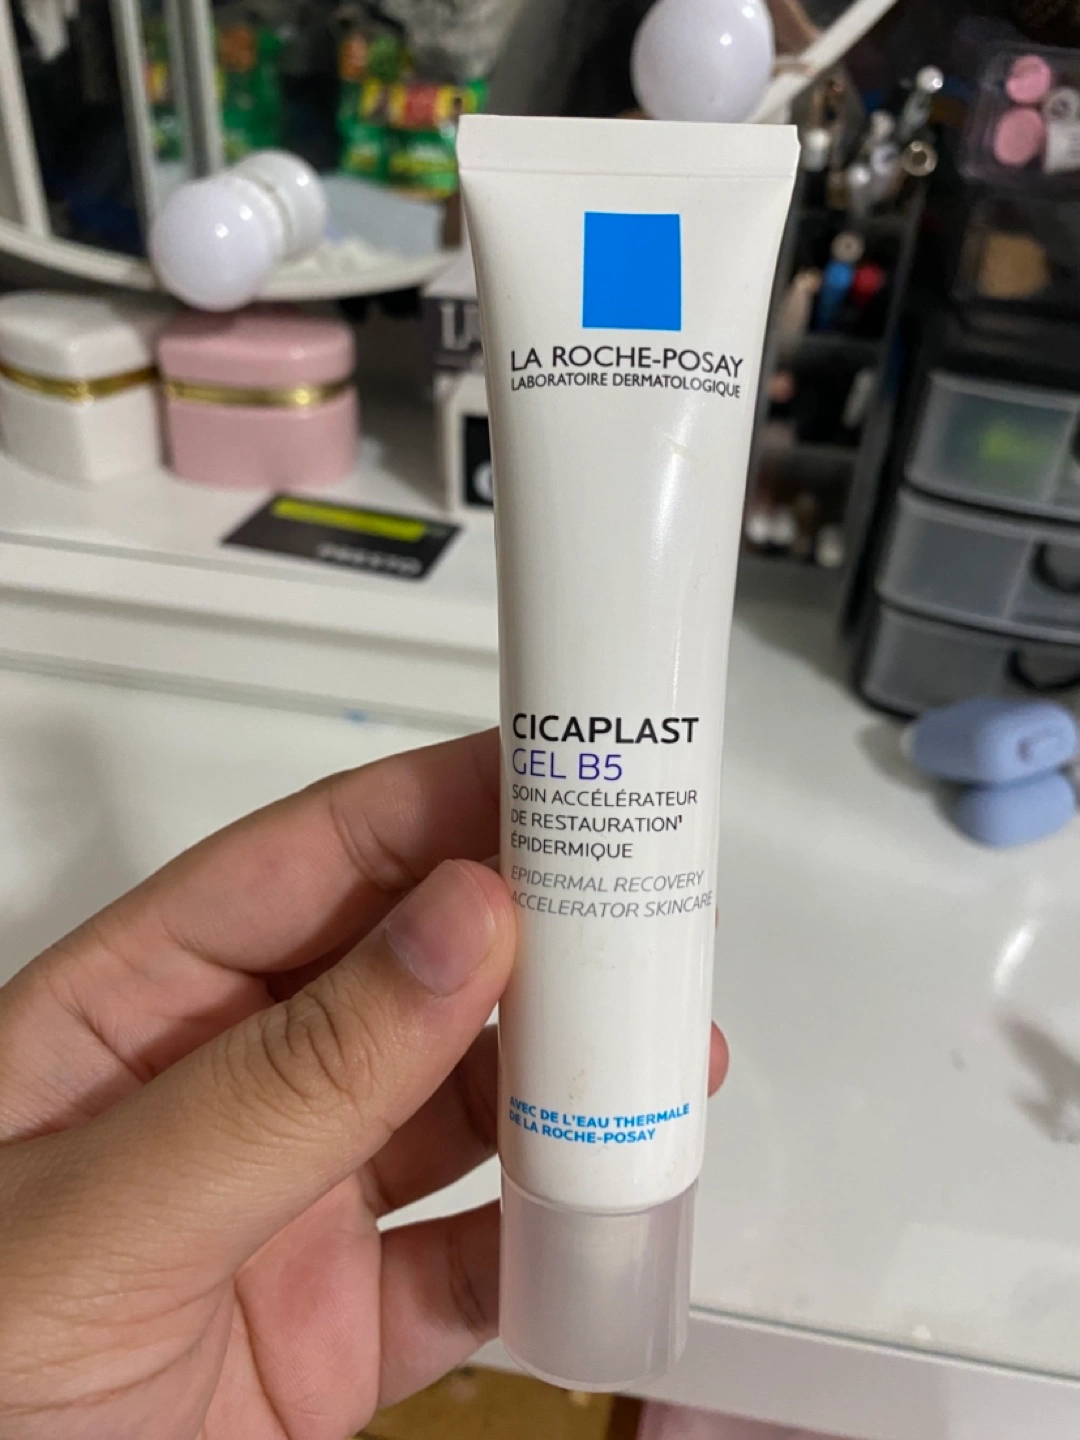 LA ROCHE-POSAY
LABORATOIRE DERMATOLOGIQUE
CICAPLAST
GEL B5
SOIN ACCÉLÉRATEUR
DE RESTAURATION¹
ÉPIDERMIQUE
EPIDERMAL RECOVERY
ACCELERATOR SKINCARE
AVEC DE L'EAU THERMALE
DE LA ROCHE-POSAY